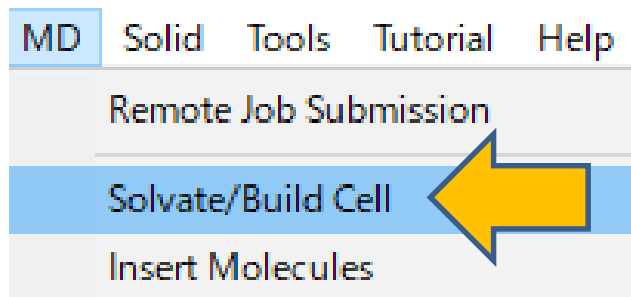 MD Solid Tools Tutorial Help
Remote Job Submission
Solvate/Build Cell
Insert Molecules